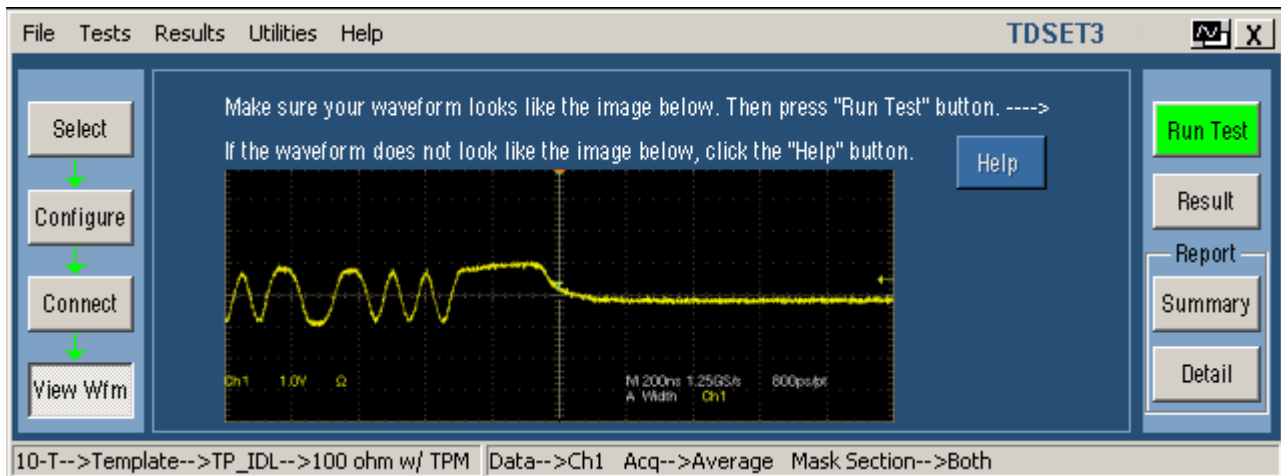 File Tests Results Utilities Help TDSET3 X
Select
Configure
Connect
View Wfm
Make sure your waveform looks like the image below. Then press "Run Test" button. ---->
If the waveform does not look like the image below, click the "Help" button.
Help
Ch1 1.0V Ω M 200ns 1.25GS/s 800ps/pt
A Width Ch1
Run Test
Result
Report
Summary
Detail
10-T-->Template-->TP_IDL-->100 ohm w/ TPM Data-->Ch1 Acq-->Average Mask Section-->Both